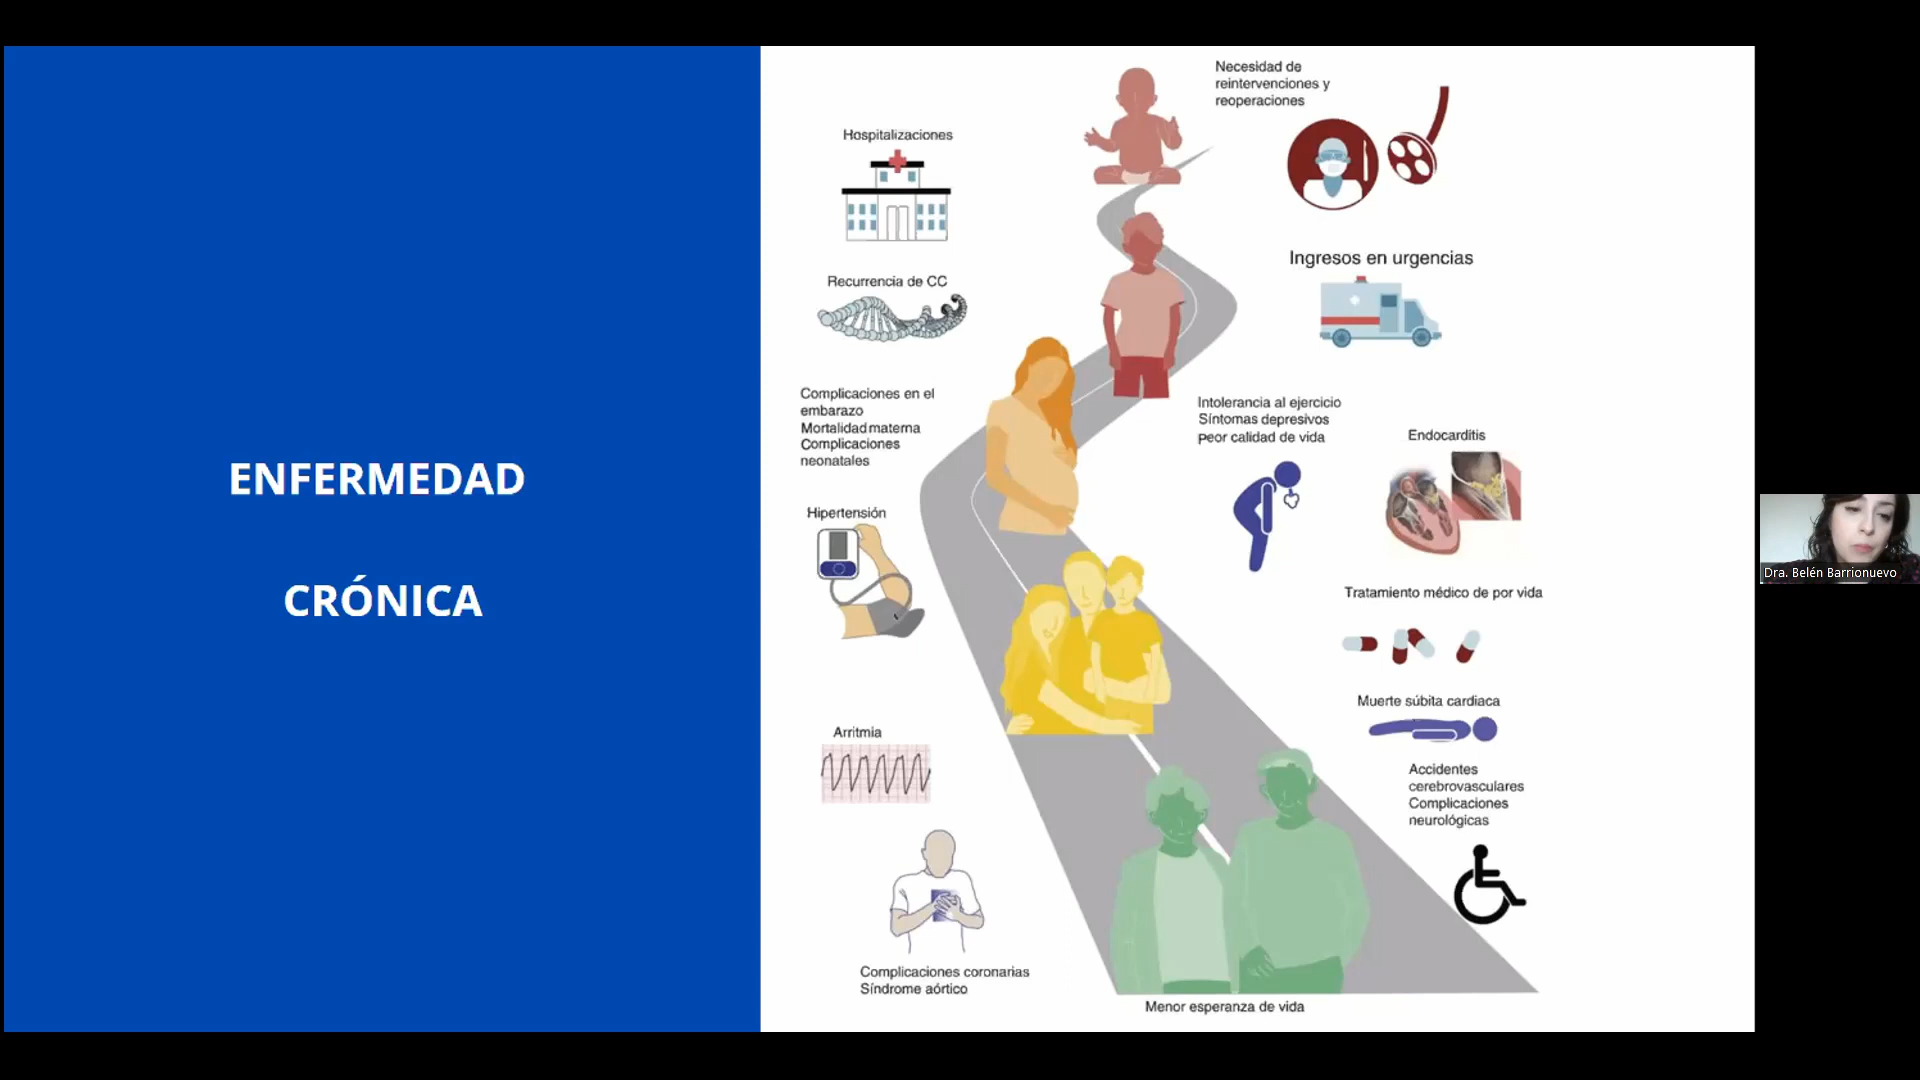 ENFERMEDAD
CRÓNICA
Necesidad de
reintervenciones y
reoperaciones
Hospitalizaciones
Ingresos en urgencias
Recurrencia de CC
Complicaciones en el
embarazo
Mortalidad materna
Complicaciones
neonatales
Intolerancia al ejercicio
Síntomas depresivos
Peor calidad de vida
Endocarditis
Hipertensión
Tratamiento médico de por vida
Muerte súbita cardiaca
Arritmia
Accidentes
cerebrovasculares
Complicaciones
neurológicas
Complicaciones coronarias
Síndrome aórtico
Menor esperanza de vida
Dra. Belén Barrionuevo